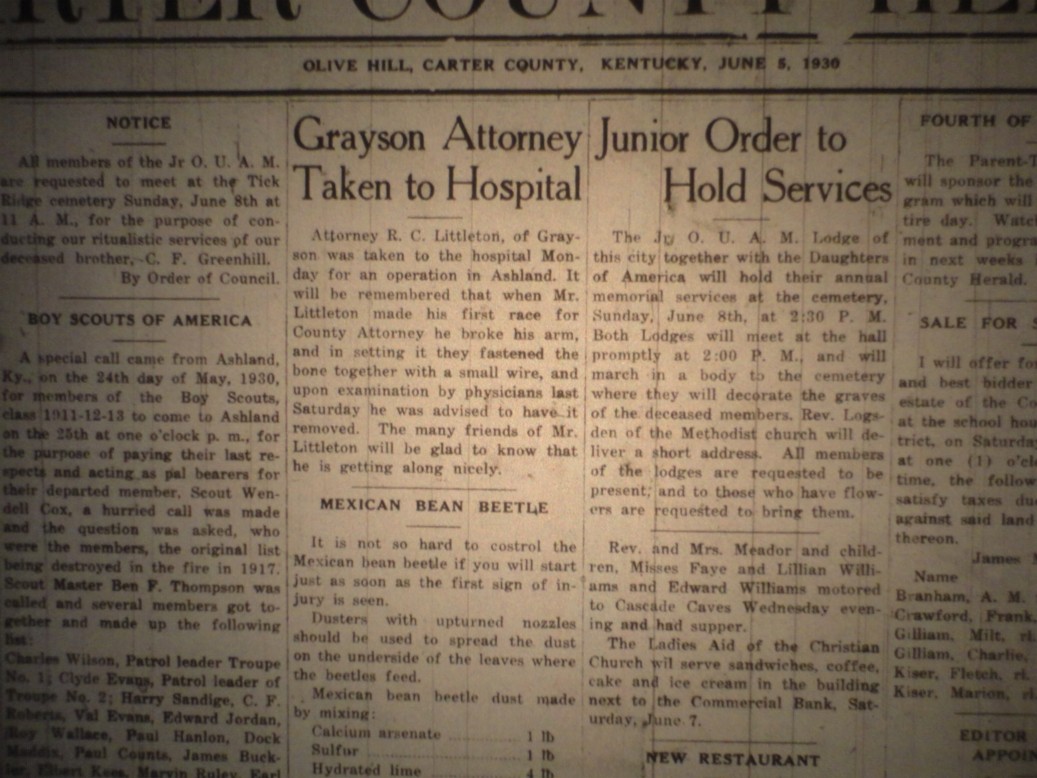 COUNTY
OLIVE HILL, CARTER COUNTY, KENTUCKY, JUNE 5, 1930
NOTICE
All members of the Jr O. U. A. M.
are requested to meet at the Tick
Ridge cemetery Sunday, June 8th at
11 A. M., for the purpose of con-
ducting our ritualistic services of our
deceased brother, C. F. Greenhill.
By Order of Council.
BOY SCOUTS OF AMERICA
A special call came from Ashland,
Ky., on the 24th day of May, 1930,
for members of the Boy Scouts,
class 1911-12-13 to come to Ashland
on the 25th at one o'clock p. m., for
the purpose of paying their last re-
spects and acting as pal bearers for
their departed member, Scout Wen-
dell Cox, a hurried call was made
and the question was asked, who
were the members, the original list
being destroyed in the fire in 1917.
Scout Master Ben F. Thompson was
called and several members got to-
gether and made up the following
list:
Charles Wilson, Patrol leader Troupe
No. 1; Clyde Evans, Patrol leader of
Troupe No. 2; Harry Sandige, C. F.
Roberts, Val Evans, Edward Jordan,
Roy Wallace, Paul Hanlon, Dock
Maddix, Paul Counts, James Buck-
Marvin Ruley, Earl
Grayson Attorney
Taken to Hospital
Attorney R. C. Littleton, of Gray-
son was taken to the hospital Mon-
day for an operation in Ashland. It
will be remembered that when Mr.
Littleton made his first race for
County Attorney he broke his arm,
and in setting it they fastened the
bone together with a small wire, and
upon examination by physicians last
Saturday he was advised to have it
removed. The many friends of Mr.
Littleton will be glad to know that
he is getting along nicely.
MEXICAN BEAN BEETLE
It is not so hard to costrol the
Mexican bean beetle if you will start
just as soon as the first sign of in-
jury is seen.
Dusters with upturned nozzles
should be used to spread the dust
on the underside of the leaves where
the beetles feed.
Mexican bean beetle dust made
by mixing:
Calcium arsenate 1 lb
Sulfur 1 lb
Hydrated lime 4 lb
Junior Order to
Hold Services
The Jr O. U. A. M. Lodge of
this city together with the Daughters
of America will hold their annual
memorial services at the cemetery,
Sunday, June 8th, at 2:30 P. M.
Both Lodges will meet at the hall
promptly at 2:00 P. M., and will
march in a body to the cemetery
where they will decorate the graves
of the deceased members. Rev. Logs-
den of the Methodist church will de-
liver a short address. All members
of the lodges are requested to be
present, and to those who have flow-
ers are requested to bring them.
Rev. and Mrs. Meador and child-
ren, Misses Faye and Lillian Willi-
ams and Edward Williams motored
to Cascade Caves Wednesday even-
ing and had supper.
The Ladies Aid of the Christian
Church wil serve sandwiches, coffee,
cake and ice cream in the building
next to the Commercial Bank, Sat-
urday, June 7.
NEW RESTAURANT
FOURTH OF
The Parent-T
will sponsor the
gram which will
tire day. Watch
ment and progra
in next weeks
County Herald.
SALE FOR S
I will offer for
and best bidder
estate of the Co
at the school hou
trict, on Saturda
at one (1) o'clo
time, the follow
satisfy taxes du
against said land
thereon.
James
Name
Branham, A. M.
Crawford, Frank,
Gilliam, Milt, rl.
Gilliam, Charlie,
Kiser, Fletch, rl.
Kiser, Marion, rl.
EDITOR
APPOIN